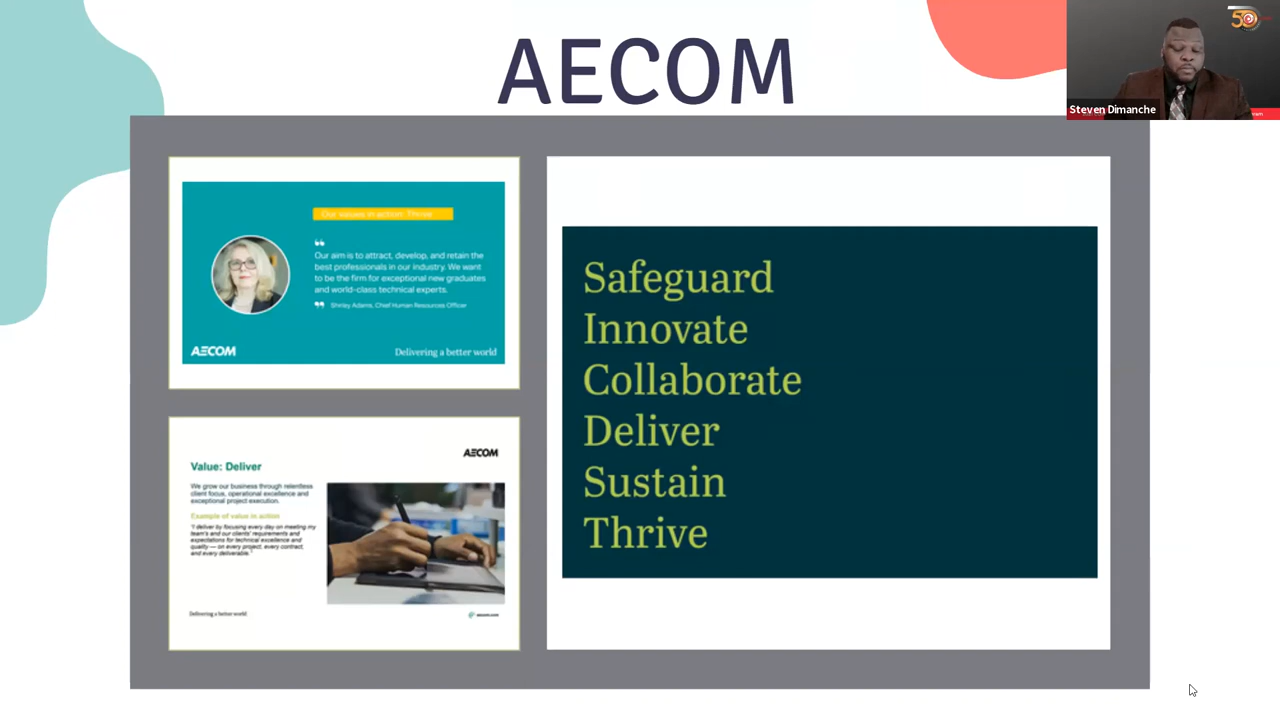 AECOM
50
Steven Dimanche
Our values in action: Thrive
“
Our aim is to attract, develop, and retain the
best professionals in our industry. We want
to be the firm for exceptional new graduates
and world-class technical experts.
” Shirley Adams, Chief Human Resources Officer
AECOM
Delivering a better world
AECOM
Value: Deliver
We grow our business through relentless
client focus, operational excellence and
exceptional project execution.
Example of value in action
"I deliver by focusing every day on meeting my
team's and our clients' requirements and
expectations for technical excellence and
quality — on every project, every contract,
and every deliverable."
Delivering a better world.
aecom.com
Safeguard
Innovate
Collaborate
Deliver
Sustain
Thrive